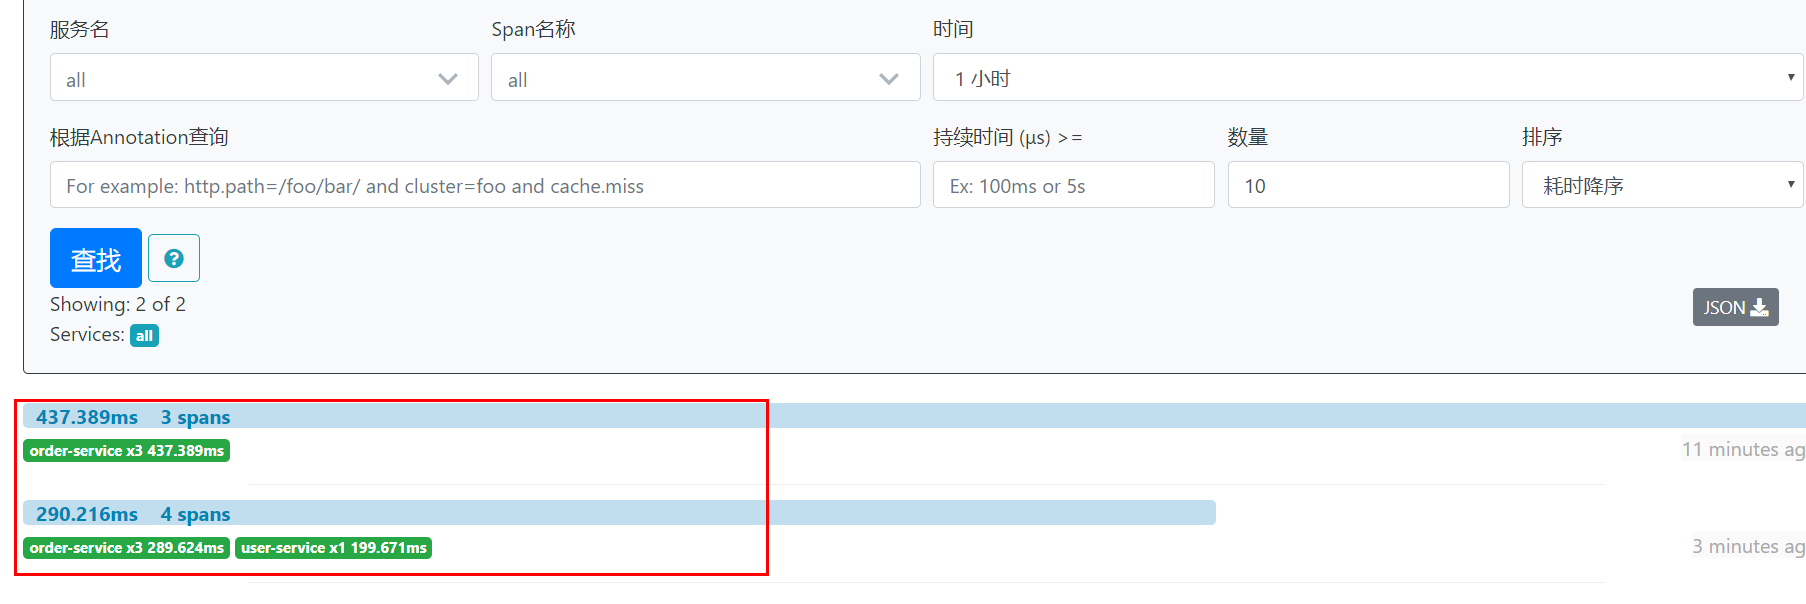 服务名 Span名称 时间
all all 1 小时
根据Annotation查询 持续时间 (μs) >= 数量 排序
For example: http.path=/foo/bar/ and cluster=foo and cache.miss Ex: 100ms or 5s 10 耗时降序
查找 ?
Showing: 2 of 2
JSON
Services: all
437.389ms 3 spans
order-service x3 437.389ms 11 minutes ag
290.216ms 4 spans
order-service x3 289.624ms user-service x1 199.671ms 3 minutes ag